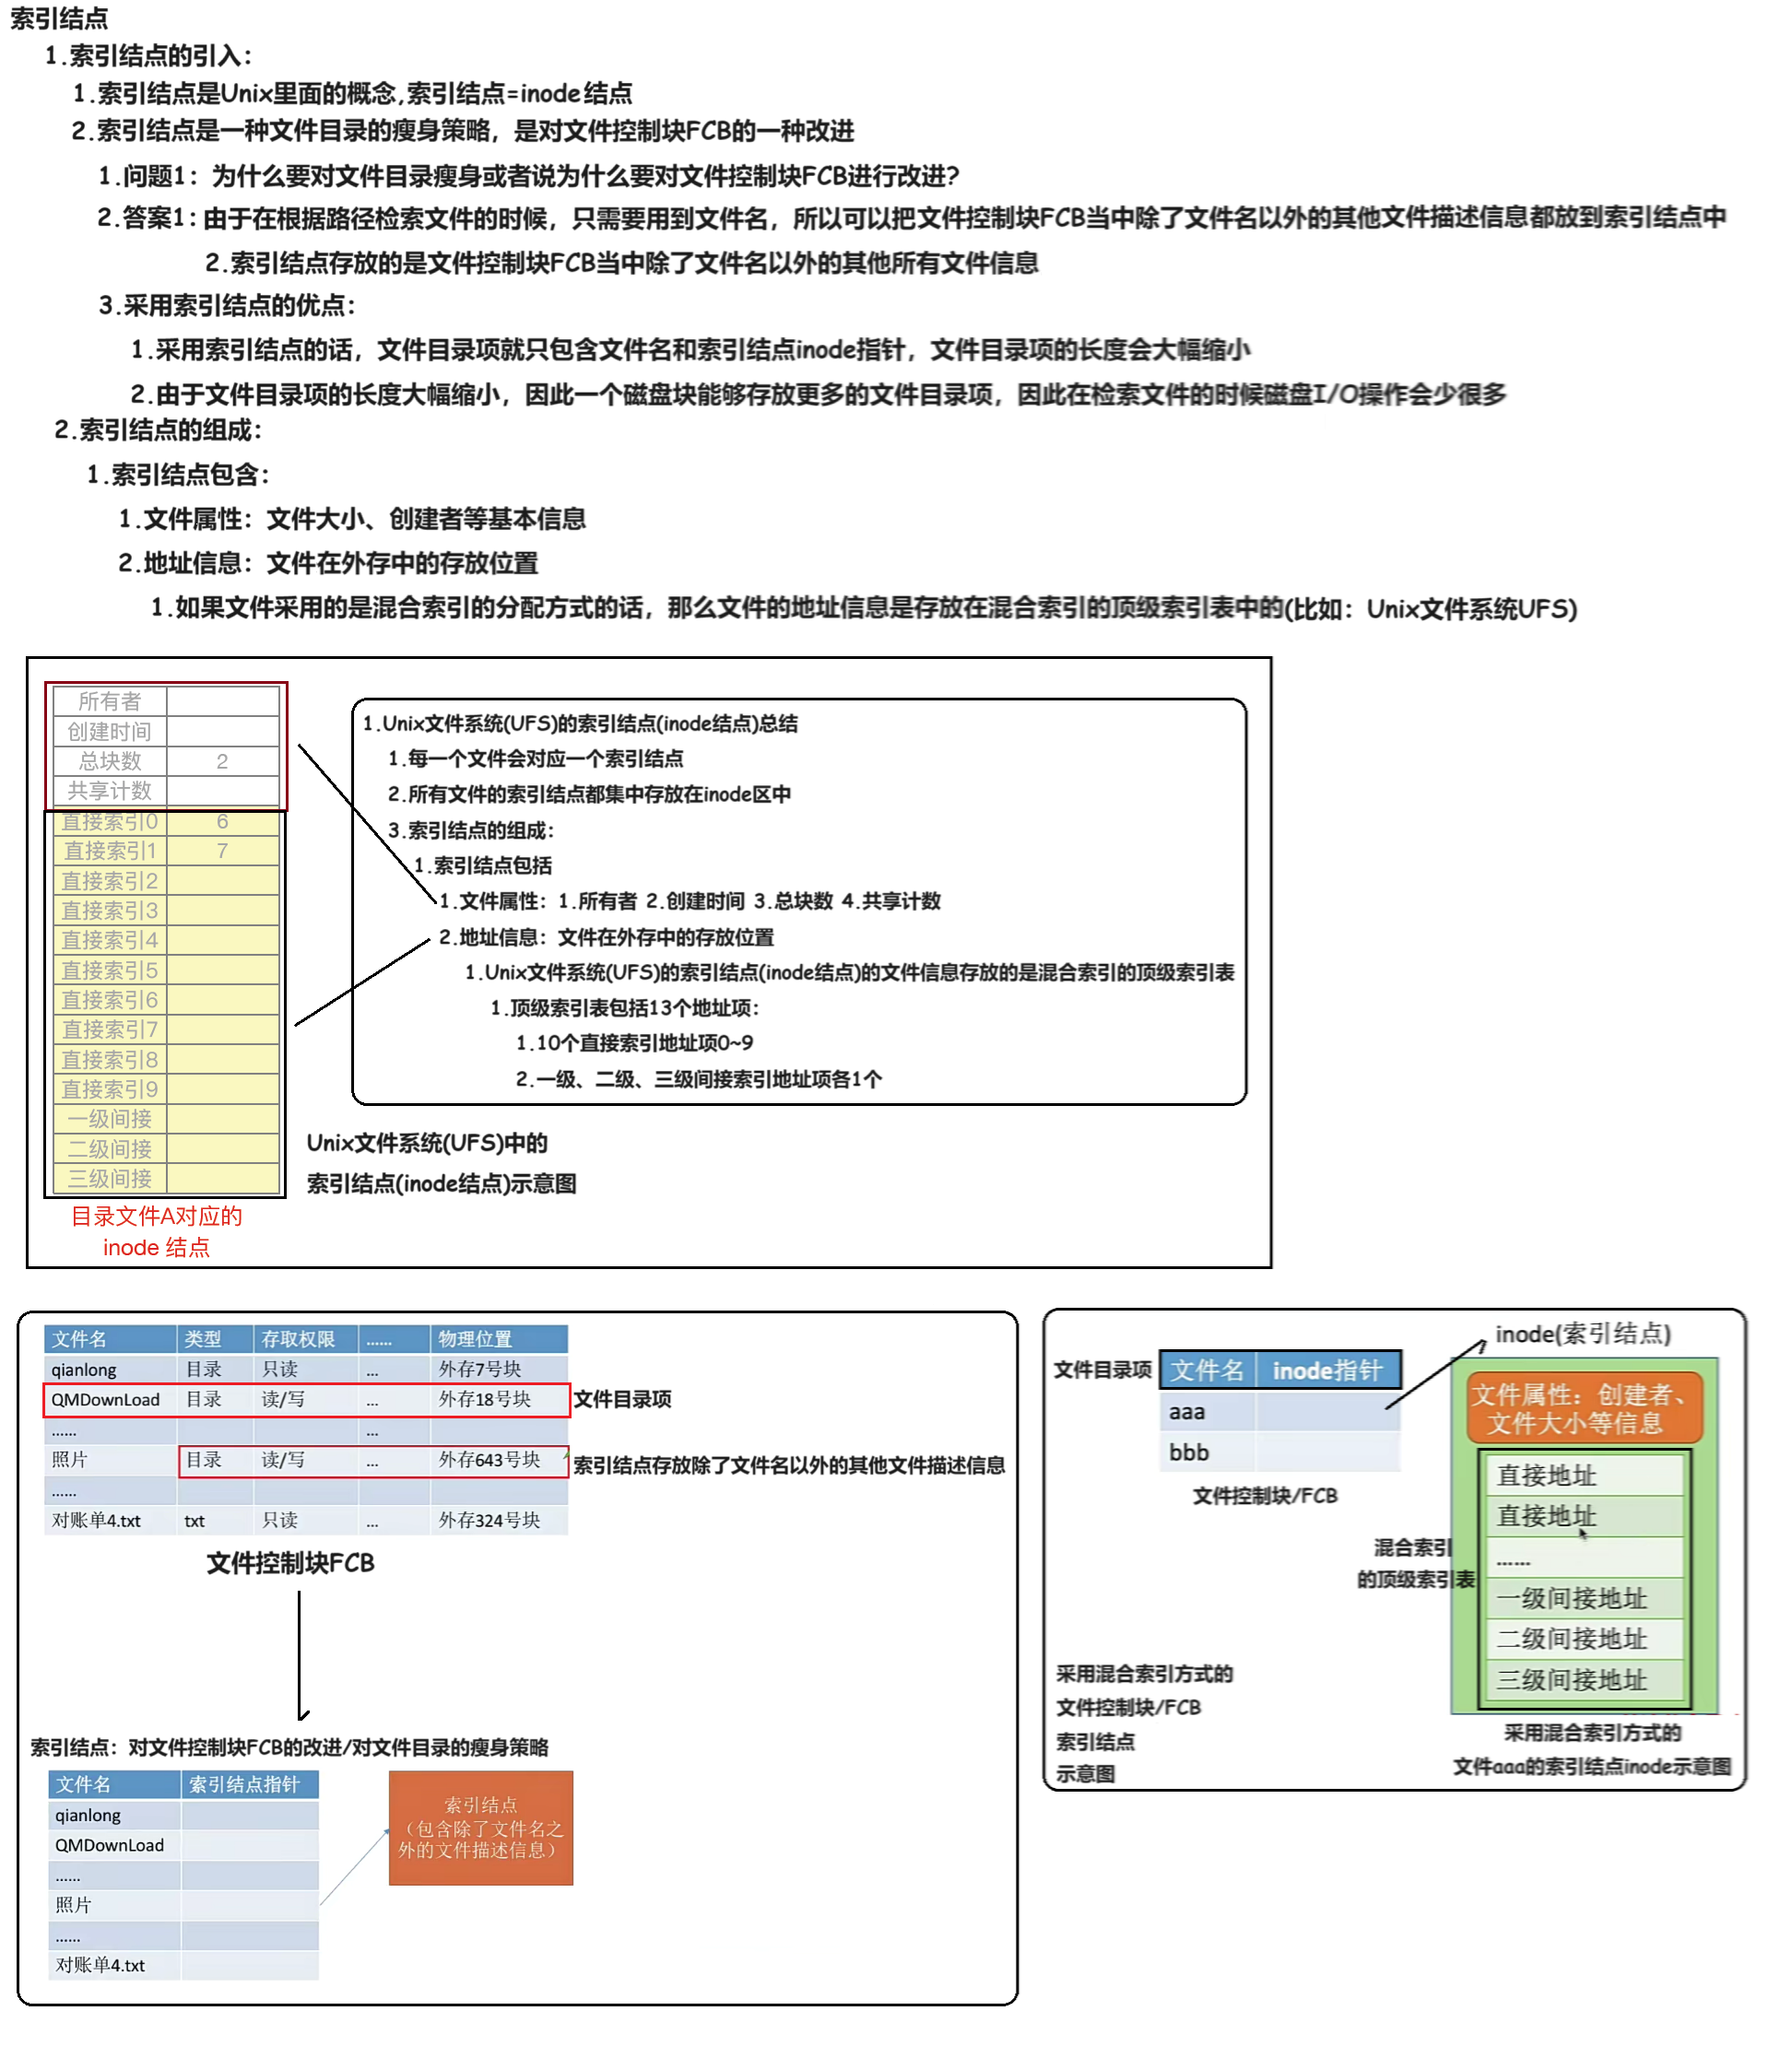 索引结点
1.索引结点的引入：
1.索引结点是Unix里面的概念,索引结点=inode结点
2.索引结点是一种文件目录的瘦身策略，是对文件控制块FCB的一种改进
1.问题1：为什么要对文件目录瘦身或者说为什么要对文件控制块FCB进行改进?
2.答案1：由于在根据路径检索文件的时候，只需要用到文件名，所以可以把文件控制块FCB当中除了文件名以外的其他文件描述信息都放到索引结点中
2.索引结点存放的是文件控制块FCB当中除了文件名以外的其他所有文件信息
3.采用索引结点的优点：
1.采用索引结点的话，文件目录项就只包含文件名和索引结点inode指针，文件目录项的长度会大幅缩小
2.由于文件目录项的长度大幅缩小，因此一个磁盘块能够存放更多的文件目录项，因此在检索文件的时候磁盘I/O操作会少很多
2.索引结点的组成：
1.索引结点包含：
1.文件属性：文件大小、创建者等基本信息
2.地址信息：文件在外存中的存放位置
1.如果文件采用的是混合索引的分配方式的话，那么文件的地址信息是存放在混合索引的顶级索引表中的(比如：Unix文件系统UFS)
所有者
创建时间
总块数 2
共享计数
直接索引0 6
直接索引1 7
直接索引2
直接索引3
直接索引4
直接索引5
直接索引6
直接索引7
直接索引8
直接索引9
一级间接
二级间接
三级间接
目录文件A对应的
inode 结点
1.Unix文件系统(UFS)的索引结点(inode结点)总结
1.每一个文件会对应一个索引结点
2.所有文件的索引结点都集中存放在inode区中
3.索引结点的组成：
1.索引结点包括
1.文件属性：1.所有者 2.创建时间 3.总块数 4.共享计数
2.地址信息：文件在外存中的存放位置
1.Unix文件系统(UFS)的索引结点(inode结点)的文件信息存放的是混合索引的顶级索引表
1.顶级索引表包括13个地址项：
1.10个直接索引地址项0~9
2.一级、二级、三级间接索引地址项各1个
Unix文件系统(UFS)中的
索引结点(inode结点)示意图
文件名 类型 存取权限 ...... 物理位置
qianlong 目录 只读 ... 外存7号块
QMDownLoad 目录 读/写 ... 外存18号块
...... ...
照片 目录 读/写 ... 外存643号块
......
对账单4.txt txt 只读 ... 外存324号块
文件目录项
索引结点存放除了文件名以外的其他文件描述信息
文件控制块FCB
索引结点：对文件控制块FCB的改进/对文件目录的瘦身策略
文件名 索引结点指针
qianlong
QMDownLoad
......
照片
......
对账单4.txt
索引结点
（包含除了文件名之
外的文件描述信息）
inode(索引结点)
文件目录项 文件名 inode指针
aaa
bbb
文件控制块/FCB
文件属性：创建者、
文件大小等信息
直接地址
直接地址
......
一级间接地址
二级间接地址
三级间接地址
混合索引
的顶级索引表
采用混合索引方式的
文件控制块/FCB
索引结点
示意图
采用混合索引方式的
文件aaa的索引结点inode示意图